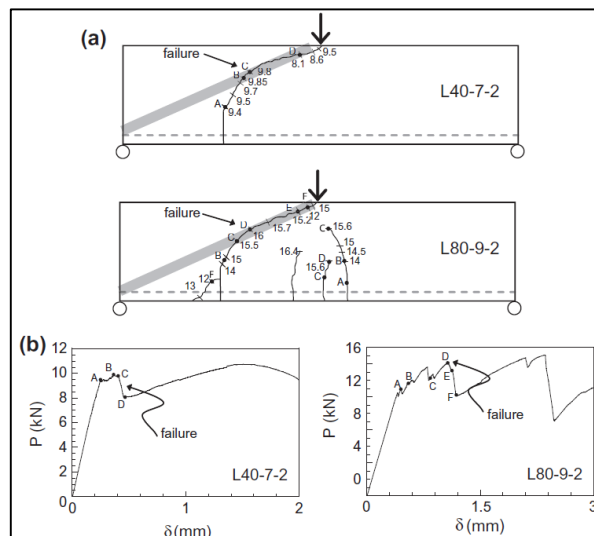 (a)
failure
C
B
A
D
9.5
8.6
8.1
9.8
9.85
9.7
9.5
9.4
L40-7-2
failure
F
E
D
C
B
F
15
12
15.2
15.7
16
15.5
15
14
12
13
16.4
C 15.6
15
14.5
B 14
D
15.6
C
A
L80-9-2
(b)
P (kN)
12
10
8
6
4
2
0
A
B
C
D
failure
L40-7-2
0
1
2
δ (mm)
P (kN)
16
12
8
4
0
A
B
C
D
E
F
failure
L80-9-2
0
1.5
3
δ (mm)